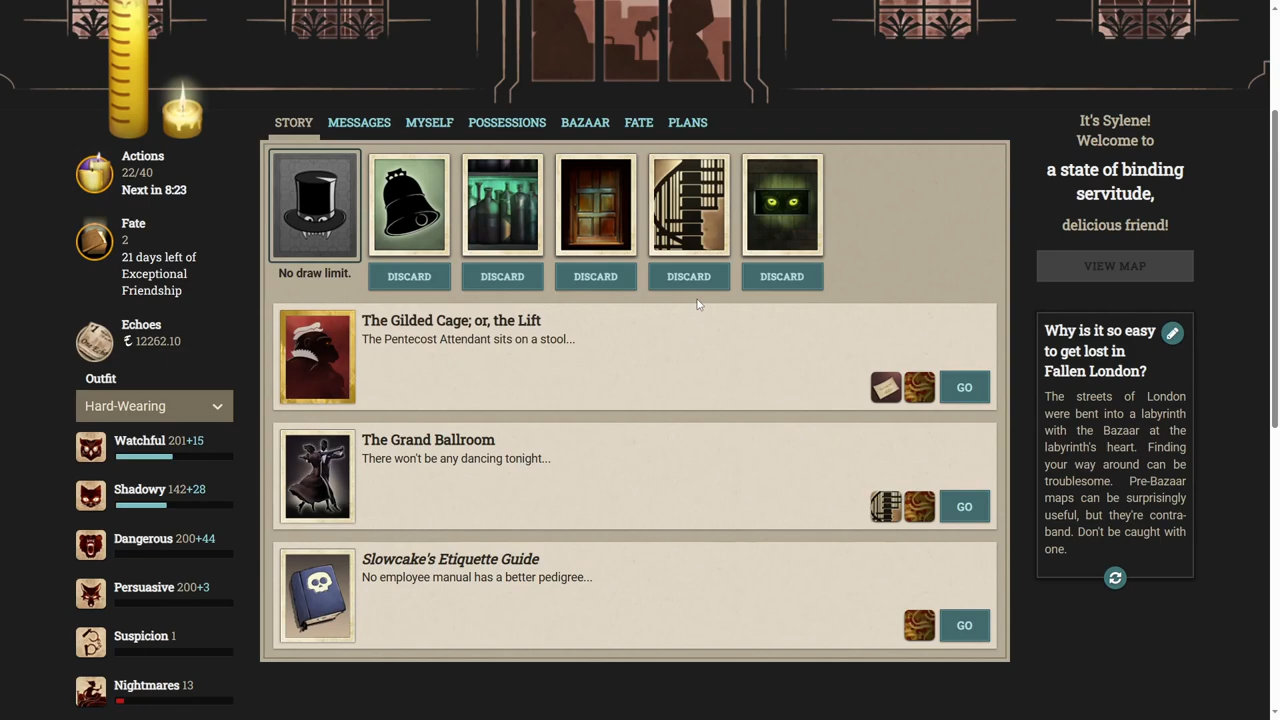 STORY MESSAGES MYSELF POSSESSIONS BAZAAR FATE PLANS
Actions
22/40
Next in 8:23
Fate
2
21 days left of
Exceptional
Friendship
Echoes
12262.10
Outfit
Hard-Wearing
Watchful 201+15
Shadowy 142+28
Dangerous 200+44
Persuasive 200+3
Suspicion 1
Nightmares 13
No draw limit.
DISCARD DISCARD DISCARD DISCARD DISCARD
The Gilded Cage; or, the Lift
The Pentecost Attendant sits on a stool...
GO
The Grand Ballroom
There won't be any dancing tonight...
GO
Slowcake's Etiquette Guide
No employee manual has a better pedigree...
GO
It's Sylene!
Welcome to
a state of binding
servitude,
delicious friend!
VIEW MAP
Why is it so easy
to get lost in
Fallen London?
The streets of London
were bent into a labyrinth
with the Bazaar at the
labyrinth's heart. Finding
your way around can be
troublesome. Pre-Bazaar
maps can be surprisingly
useful, but they're contra-
band. Don't be caught with
one.